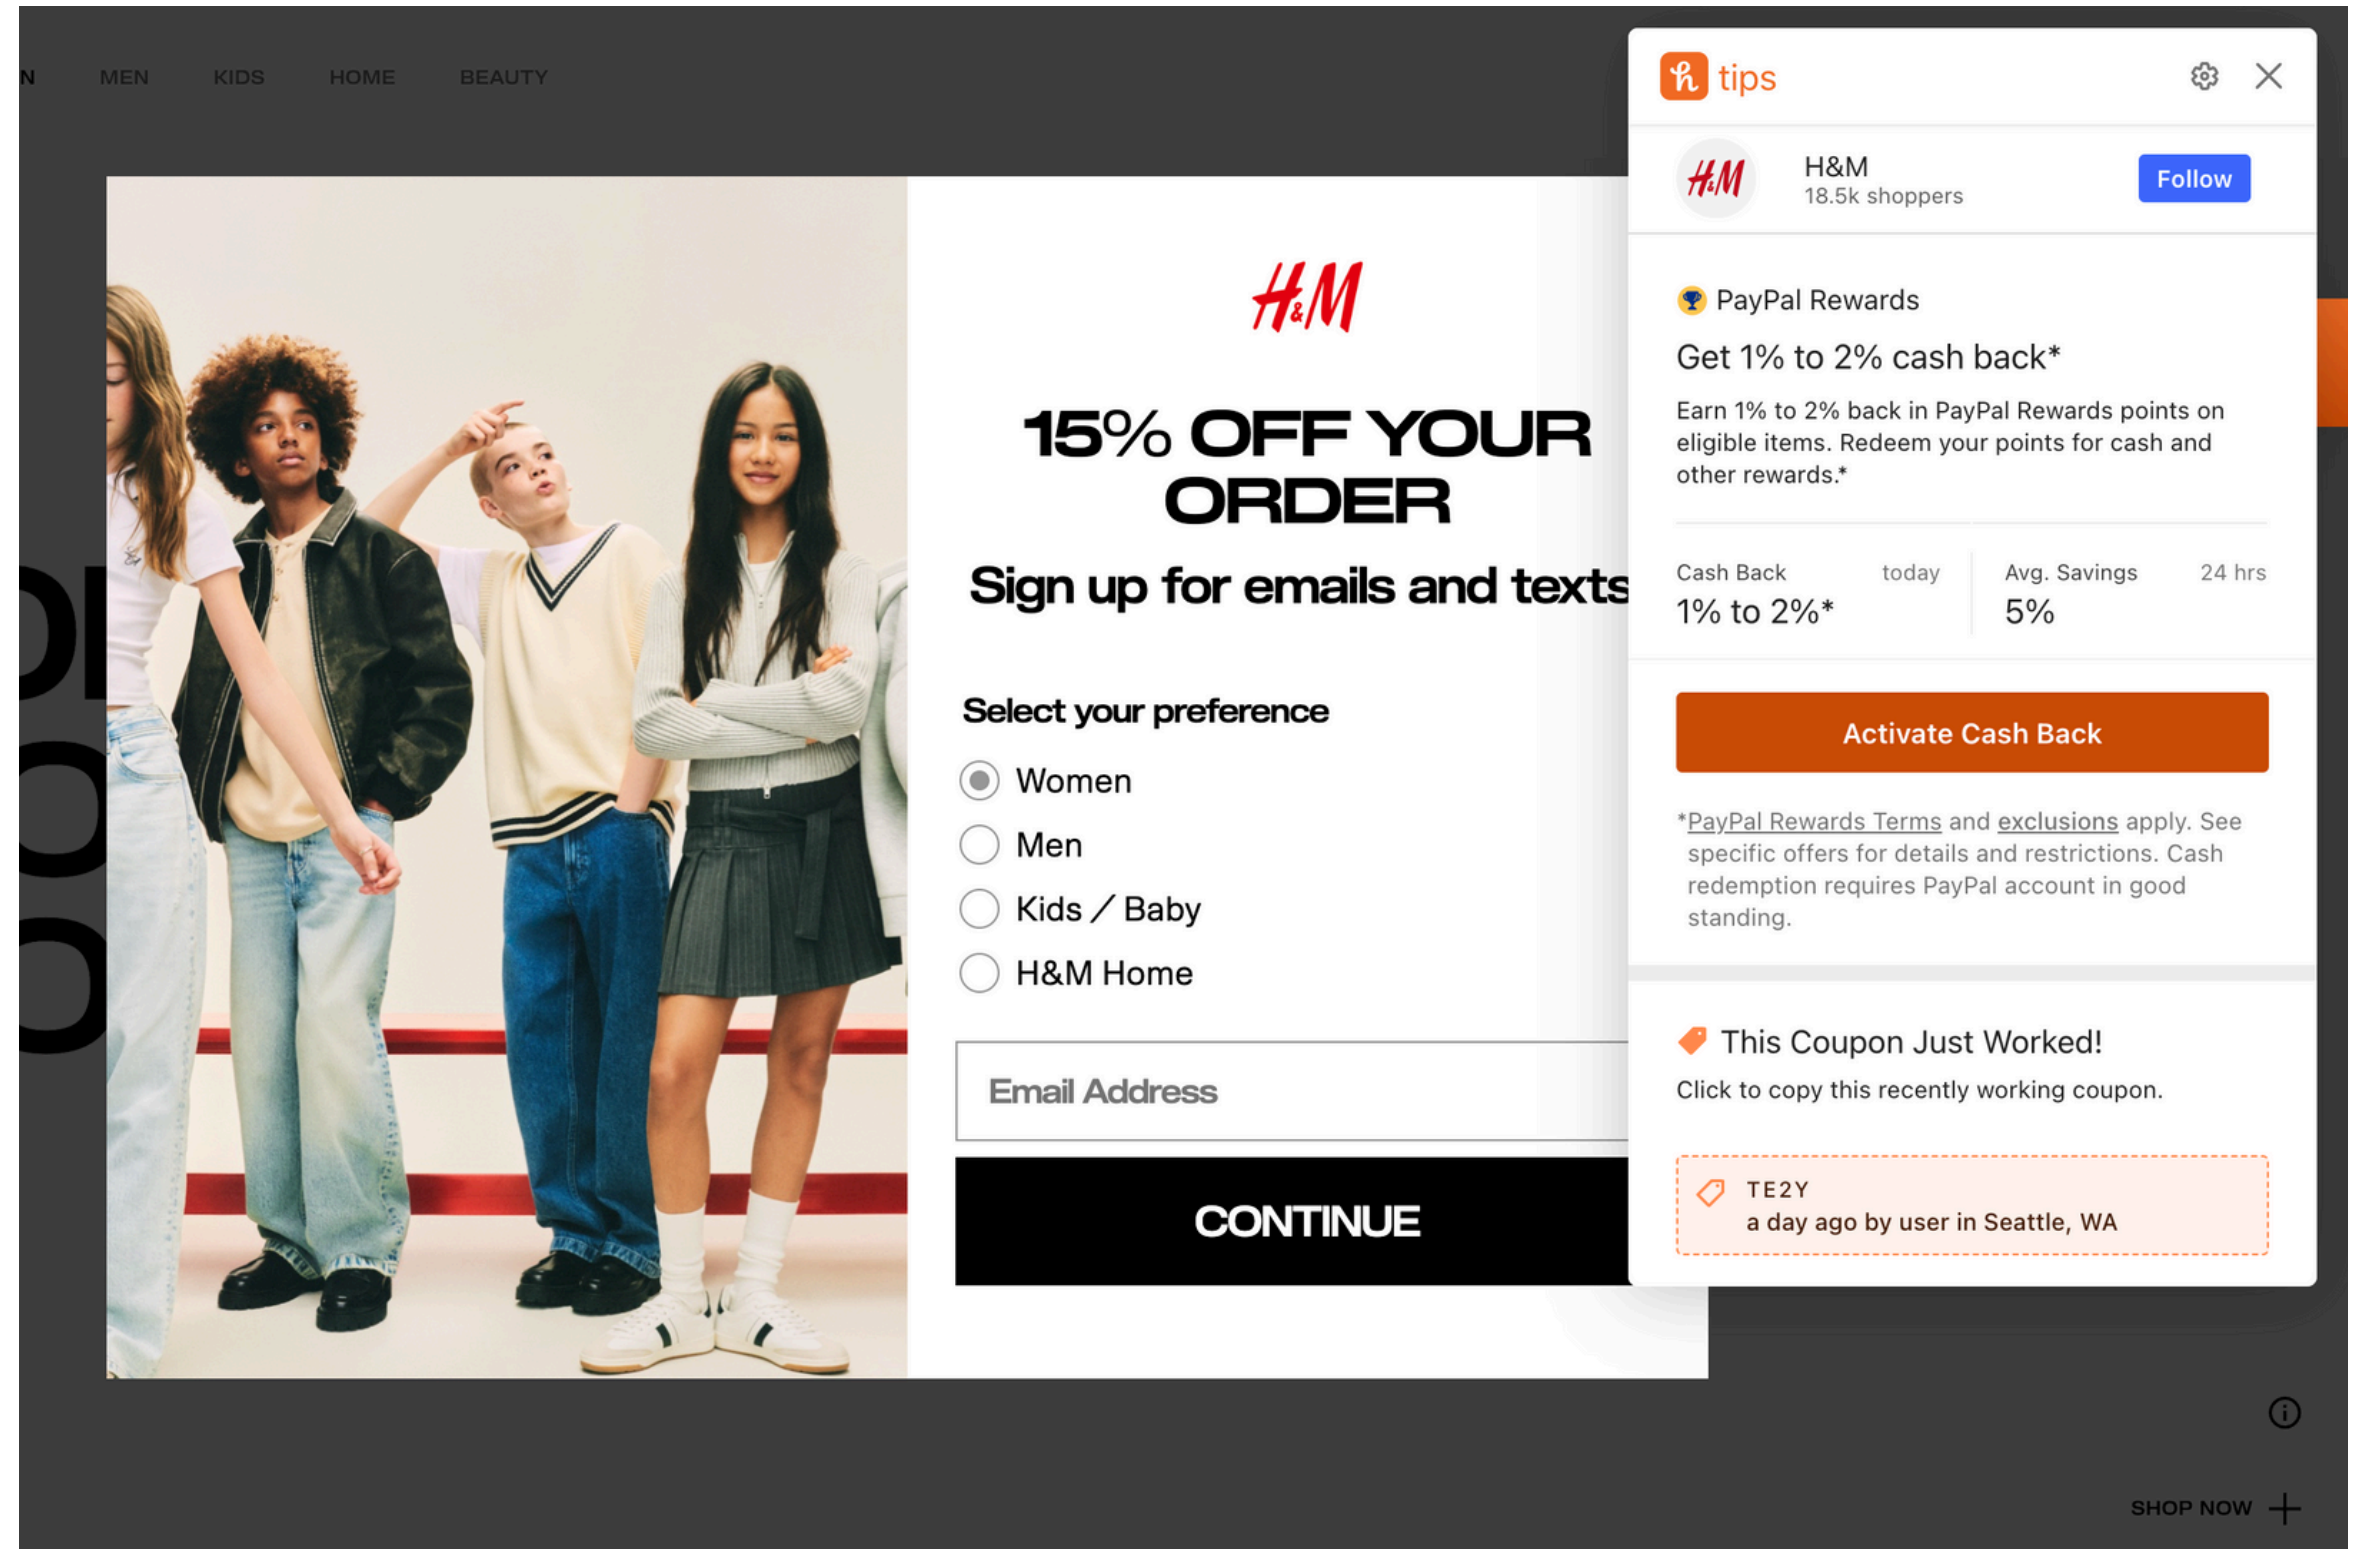 N MEN KIDS HOME BEAUTY
H&M
15% OFF YOUR
ORDER
Sign up for emails and texts
Select your preference
Women
Men
Kids / Baby
H&M Home
Email Address
CONTINUE
h tips
H&M
H&M
18.5k shoppers
Follow
PayPal Rewards
Get 1% to 2% cash back*
Earn 1% to 2% back in PayPal Rewards points on
eligible items. Redeem your points for cash and
other rewards.*
Cash Back today
1% to 2%*
Avg. Savings 24 hrs
5%
Activate Cash Back
*PayPal Rewards Terms and exclusions apply. See
specific offers for details and restrictions. Cash
redemption requires PayPal account in good
standing.
This Coupon Just Worked!
Click to copy this recently working coupon.
TE2Y
a day ago by user in Seattle, WA
SHOP NOW